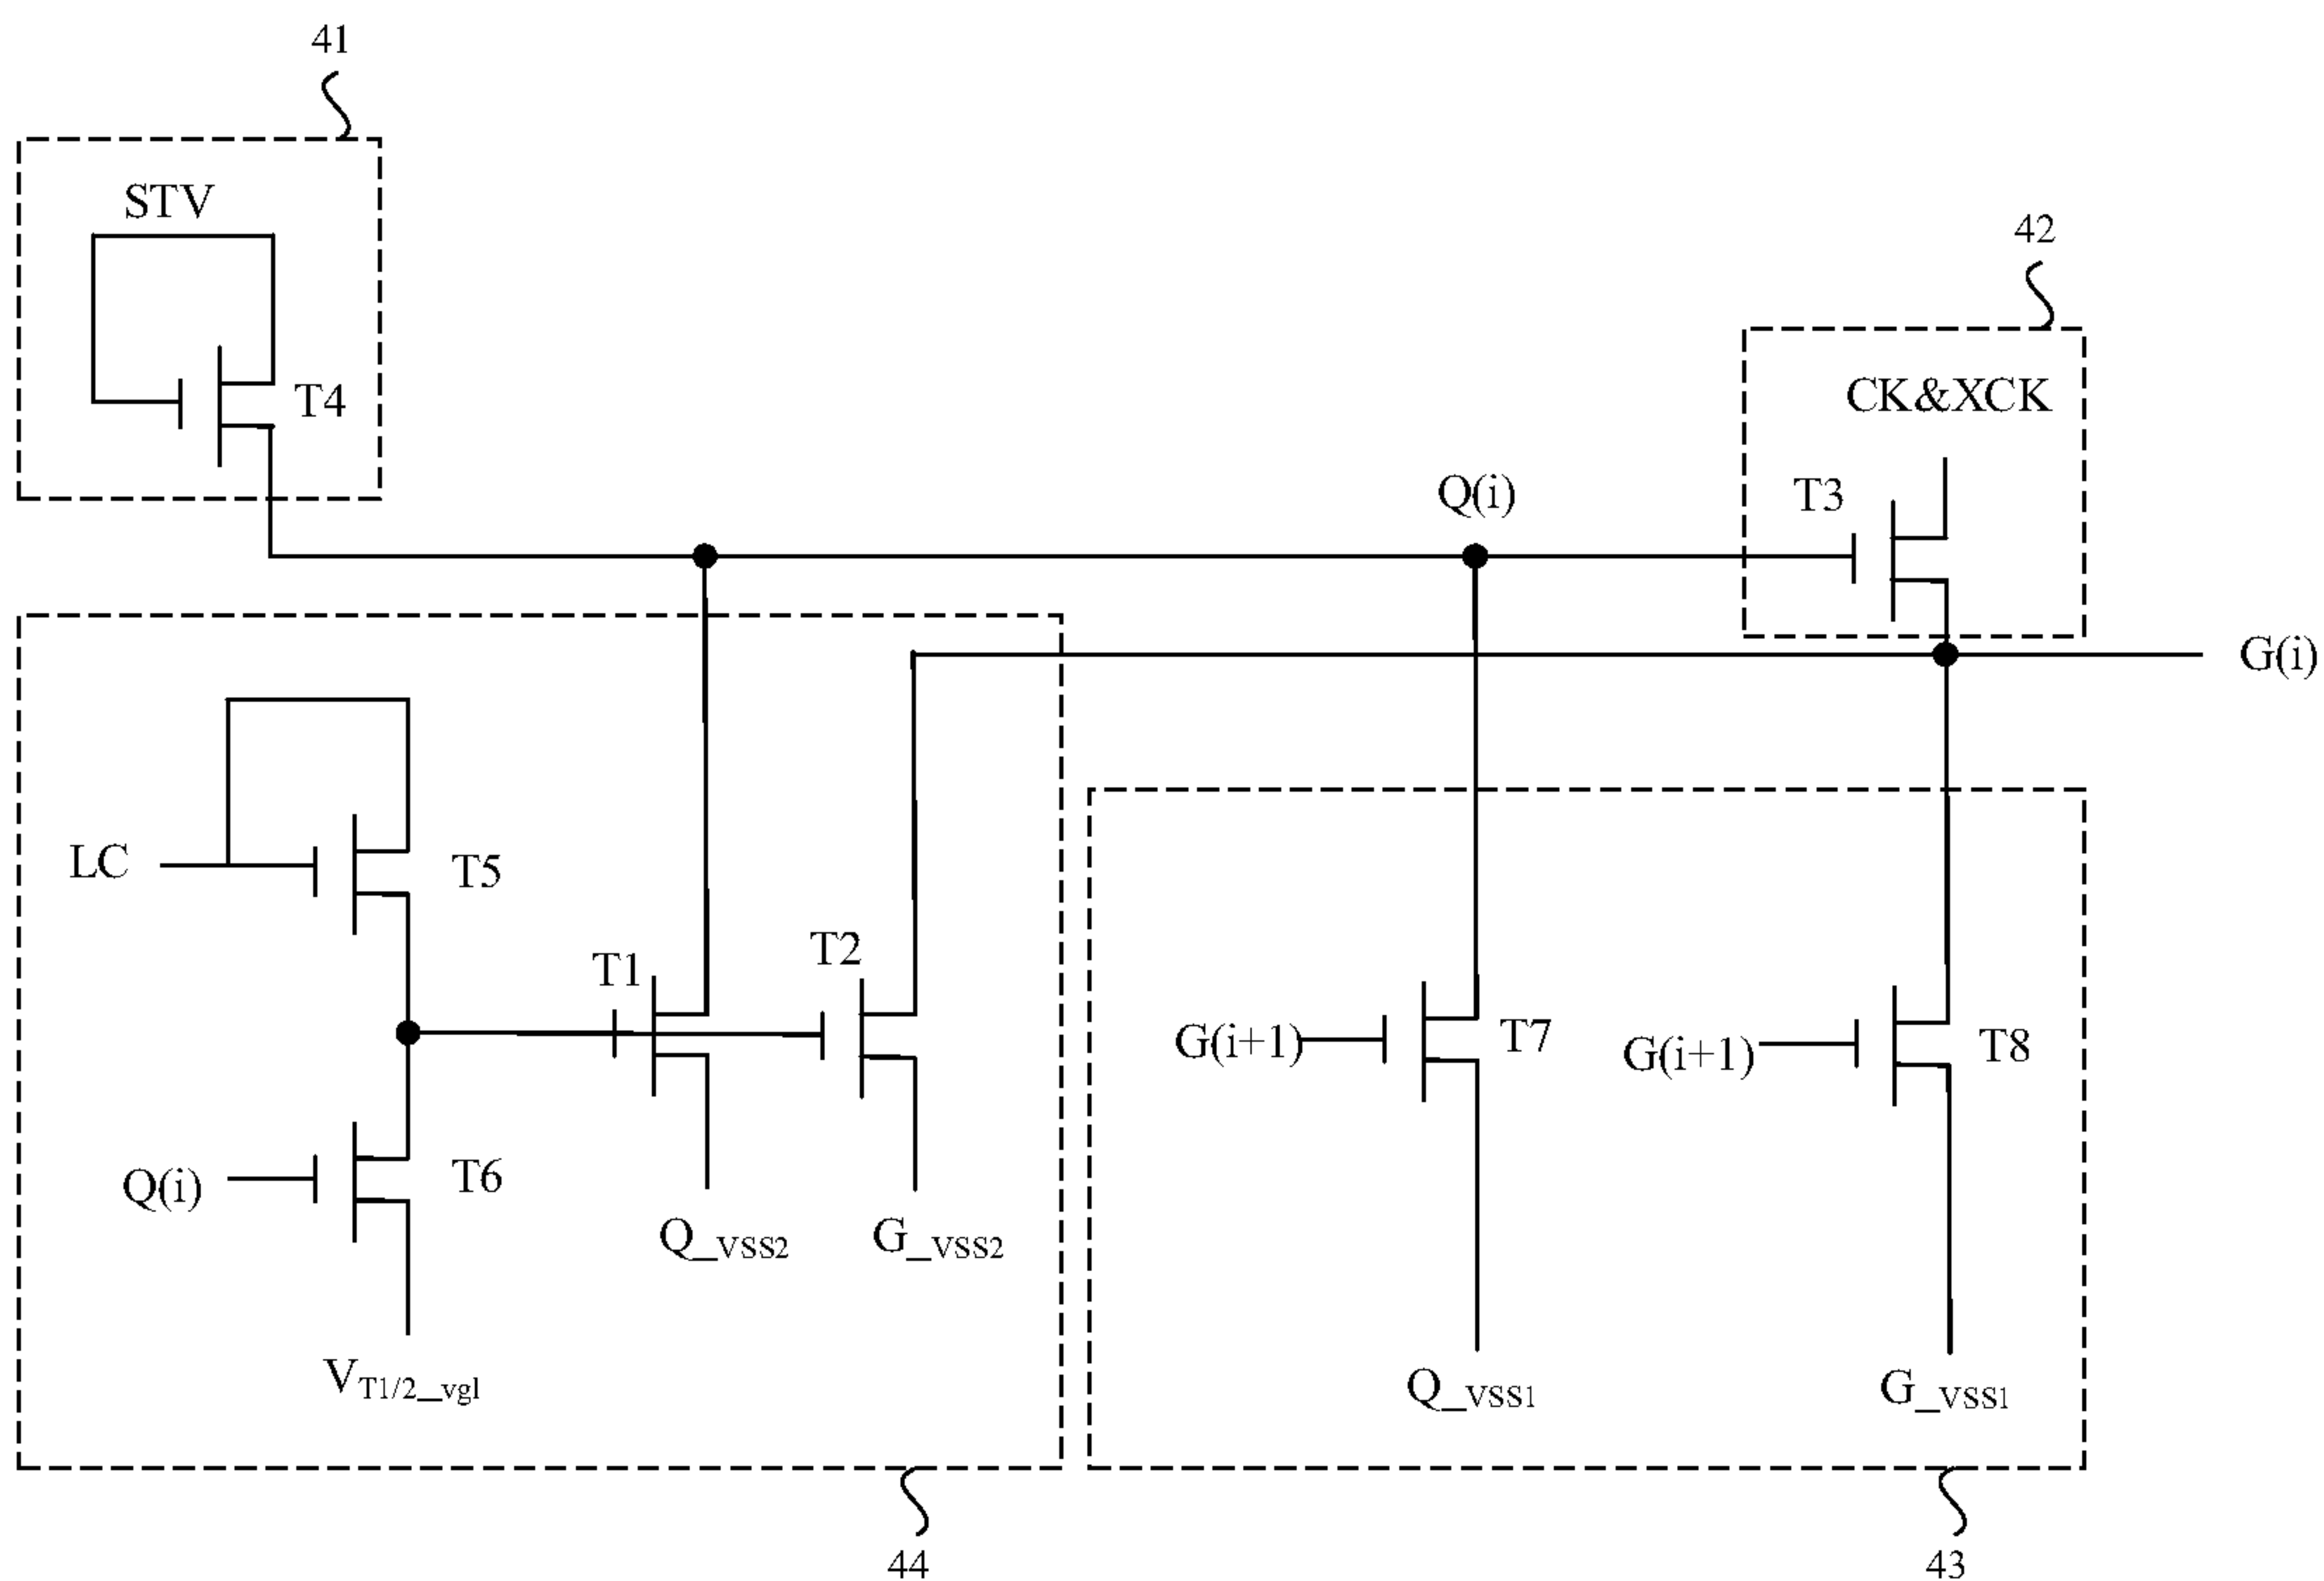 41
STV
T4
42
CK&XCK
T3
Q(i)
G(i)
LC
T5
T1
T2
G(i+1)
T7
G(i+1)
T8
Q(i)
T6
Q_VSS2
G_VSS2
VT1/2_vgl
Q_VSS1
G_VSS1
44
43